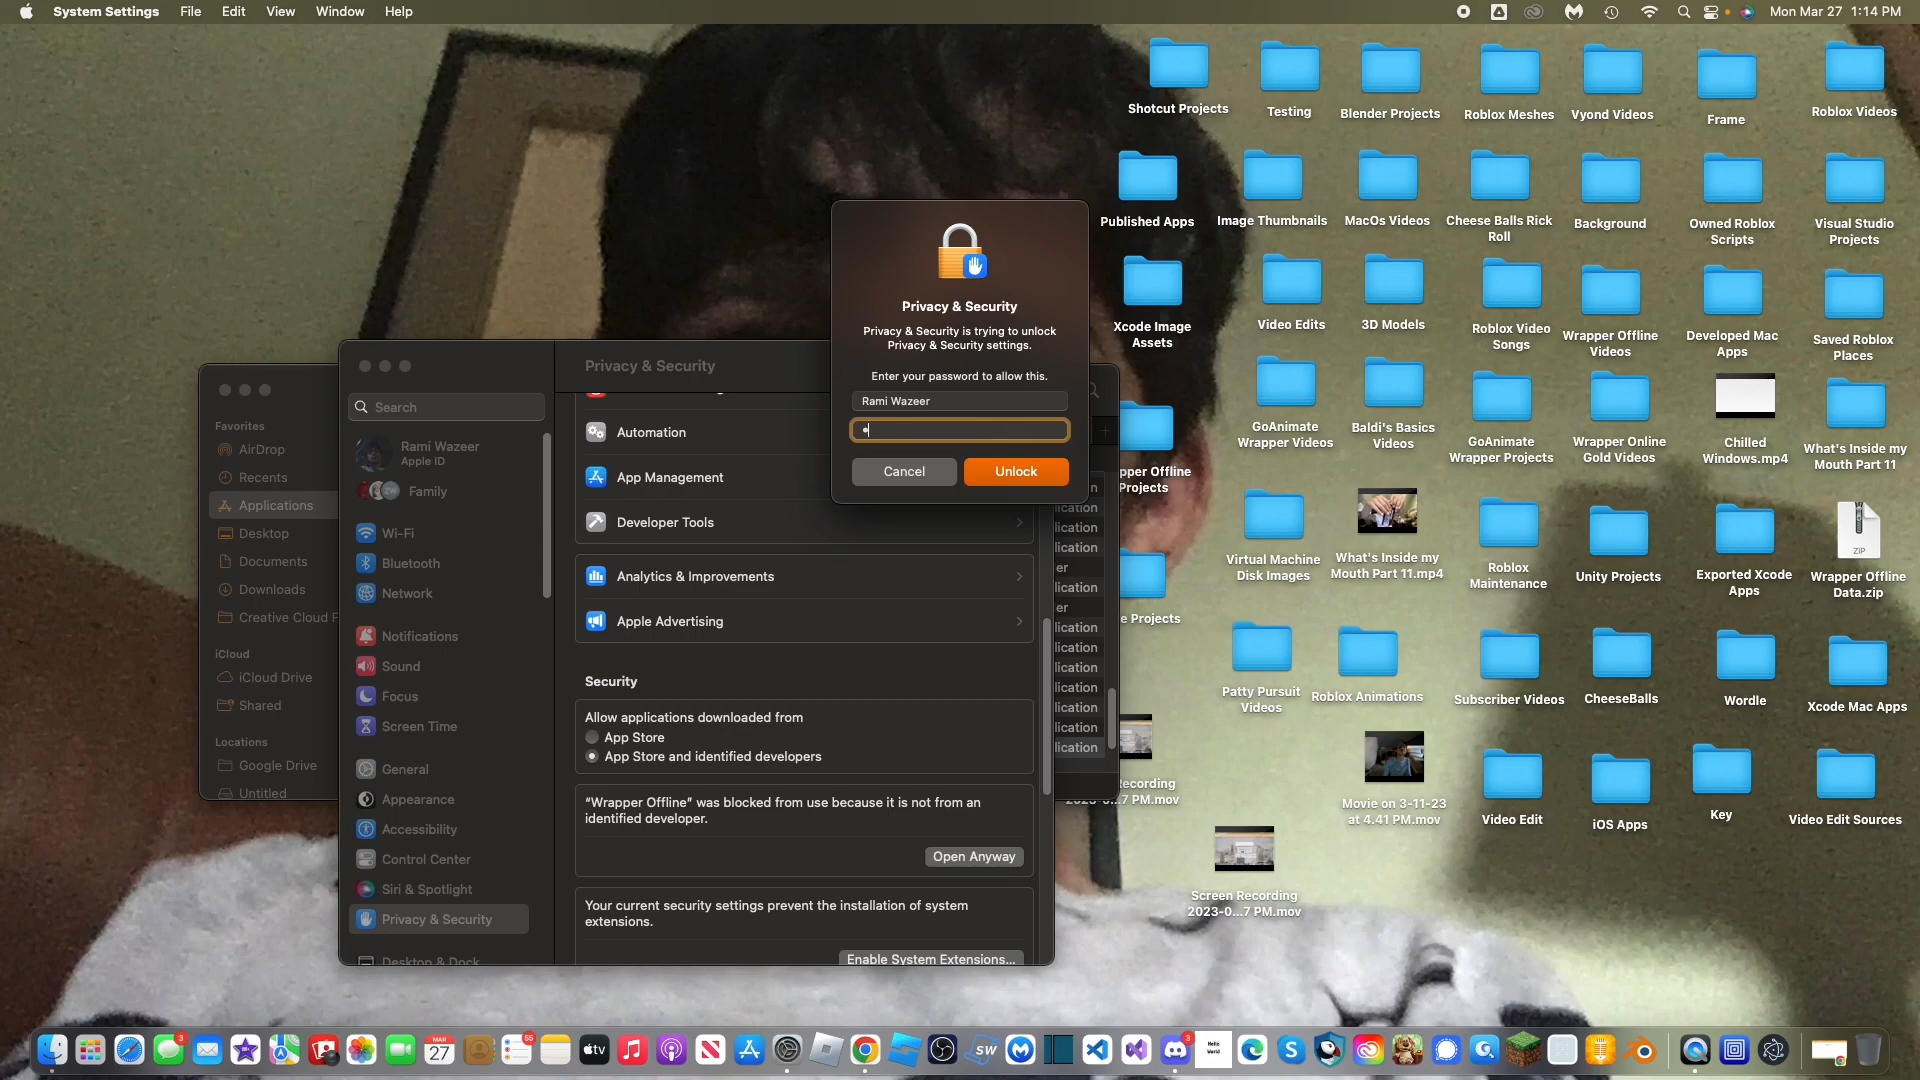 System Settings File Edit View Window Help
Mon Mar 27 1:14 PM
Shotcut Projects
Testing
Blender Projects
Roblox Meshes
Vyond Videos
Frame
Roblox Videos
Published Apps
Image Thumbnails
MacOs Videos
Cheese Balls Rick
Roll
Background
Owned Roblox
Scripts
Visual Studio
Projects
Xcode Image
Assets
Video Edits
3D Models
Roblox Video
Songs
Wrapper Offline
Videos
Developed Mac
Apps
Saved Roblox
Places
GoAnimate
Wrapper Videos
Baldi's Basics
Videos
GoAnimate
Wrapper Projects
Wrapper Online
Gold Videos
Chilled
Windows.mp4
What's Inside my
Mouth Part 11
pper Offline
Projects
Virtual Machine
Disk Images
What's Inside my
Mouth Part 11.mp4
Roblox
Maintenance
Unity Projects
Exported Xcode
Apps
ZIP
Wrapper Offline
Data.zip
e Projects
Patty Pursuit
Videos
Roblox Animations
Subscriber Videos
CheeseBalls
Wordle
Xcode Mac Apps
ecording
7 PM.mov
Movie on 3-11-23
at 4.41 PM.mov
Video Edit
iOS Apps
Key
Video Edit Sources
Screen Recording
2023-0...7 PM.mov
Privacy & Security
Privacy & Security is trying to unlock
Privacy & Security settings.
Enter your password to allow this.
Rami Wazeer
Cancel
Unlock
Favorites
AirDrop
Recents
Applications
Desktop
Documents
Downloads
Creative Cloud F
iCloud
iCloud Drive
Shared
Locations
Google Drive
Untitled
Search
Rami Wazeer
Apple ID
Family
Wi-Fi
Bluetooth
Network
Notifications
Sound
Focus
Screen Time
General
Appearance
Accessibility
Control Center
Siri & Spotlight
Privacy & Security
Desktop & Dock
Privacy & Security
Automation
App Management
Developer Tools
Analytics & Improvements
Apple Advertising
Security
Allow applications downloaded from
App Store
App Store and identified developers
"Wrapper Offline" was blocked from use because it is not from an
identified developer.
Open Anyway
Your current security settings prevent the installation of system
extensions.
Enable System Extensions...
n
lication
lication
lication
er
lication
er
lication
lication
lication
lication
lication
lication
lication
3
MAR
27
55
tv
SW
3
Hello
World